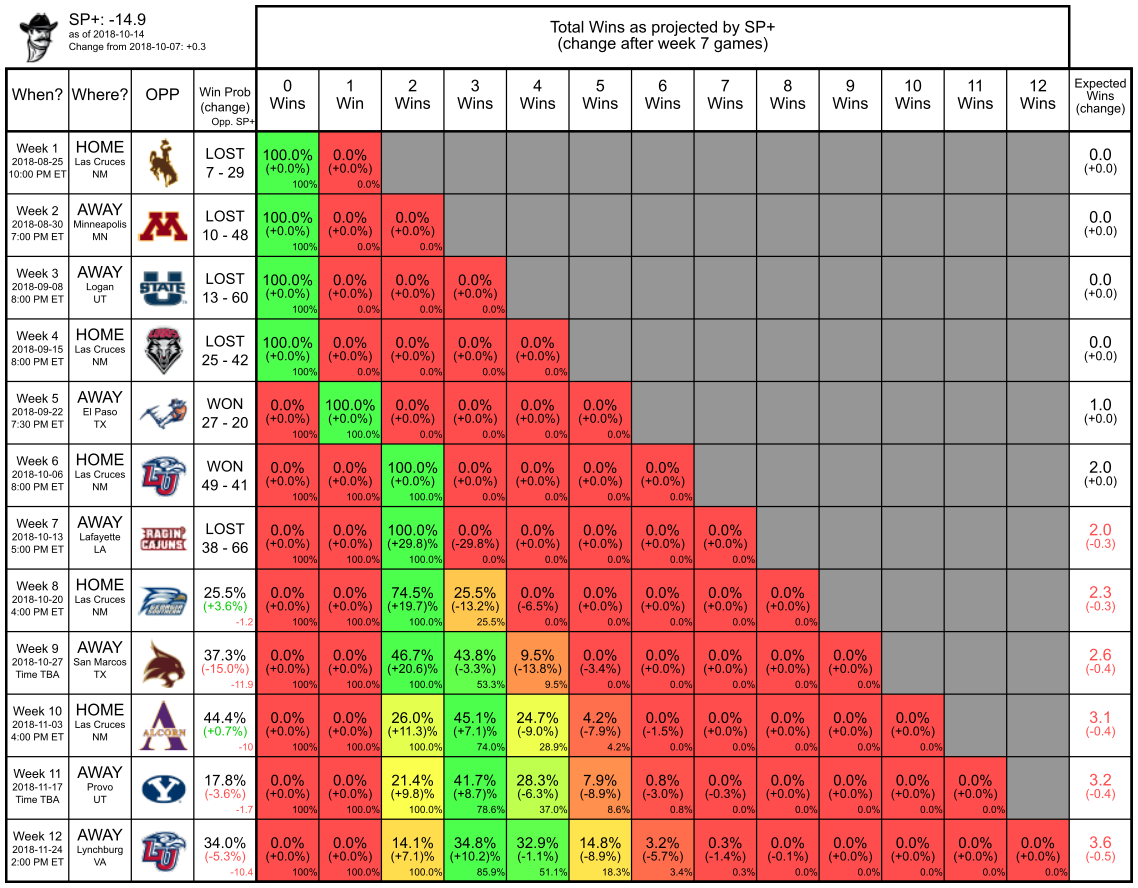 SP+: -14.9
as of 2018-10-14
Change from 2018-10-07: +0.3
Total Wins as projected by SP+
(change after week 7 games)
When? Where? OPP Win Prob (change) Opp. SP+ 0 Wins 1 Win 2 Wins 3 Wins 4 Wins 5 Wins 6 Wins 7 Wins 8 Wins 9 Wins 10 Wins 11 Wins 12 Wins Expected Wins (change)
Week 1 HOME LOST 100.0% 0.0% 0.0
2018-08-25 Las Cruces 7 - 29 (+0.0%) (+0.0%) (+0.0)
10:00 PM ET NM 100% 0.0%
Week 2 AWAY M LOST 100.0% 0.0% 0.0% 0.0
2018-08-30 Minneapolis 10 - 48 (+0.0%) (+0.0%) (+0.0%) (+0.0)
7:00 PM ET MN 100% 0.0% 0.0%
Week 3 AWAY U STATE LOST 100.0% 0.0% 0.0% 0.0% 0.0
2018-09-08 Logan 13 - 60 (+0.0%) (+0.0%) (+0.0%) (+0.0%) (+0.0)
8:00 PM ET UT 100% 0.0% 0.0% 0.0%
Week 4 HOME LOST 100.0% 0.0% 0.0% 0.0% 0.0% 0.0
2018-09-15 Las Cruces 25 - 42 (+0.0%) (+0.0%) (+0.0%) (+0.0%) (+0.0%) (+0.0)
8:00 PM ET NM 100% 0.0% 0.0% 0.0% 0.0%
Week 5 AWAY WON 0.0% 100.0% 0.0% 0.0% 0.0% 0.0% 1.0
2018-09-22 El Paso 27 - 20 (+0.0%) (+0.0%) (+0.0%) (+0.0%) (+0.0%) (+0.0%) (+0.0)
7:30 PM ET TX 100% 100.0% 0.0% 0.0% 0.0% 0.0%
Week 6 HOME LU WON 0.0% 0.0% 100.0% 0.0% 0.0% 0.0% 0.0% 2.0
2018-10-06 Las Cruces 49 - 41 (+0.0%) (+0.0%) (+0.0%) (+0.0%) (+0.0%) (+0.0%) (+0.0%) (+0.0)
8:00 PM ET NM 100% 100.0% 100.0% 0.0% 0.0% 0.0% 0.0%
Week 7 AWAY RAGIN' CAJUNS LOST 0.0% 0.0% 100.0% 0.0% 0.0% 0.0% 0.0% 0.0% 2.0
2018-10-13 Lafayette 38 - 66 (+0.0%) (+0.0%) (+29.8)% (-29.8%) (+0.0%) (+0.0%) (+0.0%) (+0.0%) (-0.3)
5:00 PM ET LA 100% 100.0% 100.0% 0.0% 0.0% 0.0% 0.0% 0.0%
Week 8 HOME GEORGIA SOUTHERN 25.5% 0.0% 0.0% 74.5% 25.5% 0.0% 0.0% 0.0% 0.0% 0.0% 2.3
2018-10-20 Las Cruces (+3.6%) (+0.0%) (+0.0%) (+19.7)% (-13.2%) (-6.5%) (+0.0%) (+0.0%) (+0.0%) (+0.0%) (-0.3)
4:00 PM ET NM -1.2 100% 100.0% 100.0% 25.5% 0.0% 0.0% 0.0% 0.0% 0.0%
Week 9 AWAY 37.3% 0.0% 0.0% 46.7% 43.8% 9.5% 0.0% 0.0% 0.0% 0.0% 0.0% 2.6
2018-10-27 San Marcos (-15.0%) (+0.0%) (+0.0%) (+20.6)% (-3.3%) (-13.8%) (-3.4%) (+0.0%) (+0.0%) (+0.0%) (+0.0%) (-0.4)
Time TBA TX -11.9 100% 100.0% 100.0% 53.3% 9.5% 0.0% 0.0% 0.0% 0.0% 0.0%
Week 10 HOME A ALCORN 44.4% 0.0% 0.0% 26.0% 45.1% 24.7% 4.2% 0.0% 0.0% 0.0% 0.0% 0.0% 3.1
2018-11-03 Las Cruces (+0.7%) (+0.0%) (+0.0%) (+11.3)% (+7.1)% (-9.0%) (-7.9%) (-1.5%) (+0.0%) (+0.0%) (+0.0%) (+0.0%) (-0.4)
4:00 PM ET NM -10 100% 100.0% 100.0% 74.0% 28.9% 4.2% 0.0% 0.0% 0.0% 0.0% 0.0%
Week 11 AWAY Y 17.8% 0.0% 0.0% 21.4% 41.7% 28.3% 7.9% 0.8% 0.0% 0.0% 0.0% 0.0% 0.0% 3.2
2018-11-17 Provo (-3.6%) (+0.0%) (+0.0%) (+9.8)% (+8.7)% (-6.3%) (-8.9%) (-3.0%) (-0.3%) (+0.0%) (+0.0%) (+0.0%) (+0.0%) (-0.4)
Time TBA UT -1.7 100% 100.0% 100.0% 78.6% 37.0% 8.6% 0.8% 0.0% 0.0% 0.0% 0.0% 0.0%
Week 12 AWAY LU 34.0% 0.0% 0.0% 14.1% 34.8% 32.9% 14.8% 3.2% 0.3% 0.0% 0.0% 0.0% 0.0% 0.0% 3.6
2018-11-24 Lynchburg (-5.3%) (+0.0%) (+0.0%) (+7.1)% (+10.2)% (-1.1%) (-8.9%) (-5.7%) (-1.4%) (-0.1%) (+0.0%) (+0.0%) (+0.0%) (+0.0%) (-0.5)
2:00 PM ET VA -10.4 100% 100.0% 100.0% 85.9% 51.1% 18.3% 3.4% 0.3% 0.0% 0.0% 0.0% 0.0% 0.0%